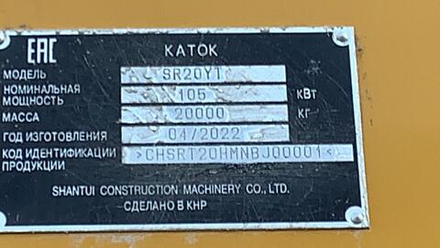 EAC КАТОК
МОДЕЛЬ SR20Y1
НОМИНАЛЬНАЯ
МОЩНОСТЬ 105 кВт
МАССА 20000 КГ
ГОД ИЗГОТОВЛЕНИЯ 04/2022
КОД ИДЕНТИФИКАЦИИ
ПРОДУКЦИИ >CHSRT20HMNBJ00001<
SHANTUI CONSTRUCTION MACHINERY CO., LTD.
СДЕЛАНО В КНР